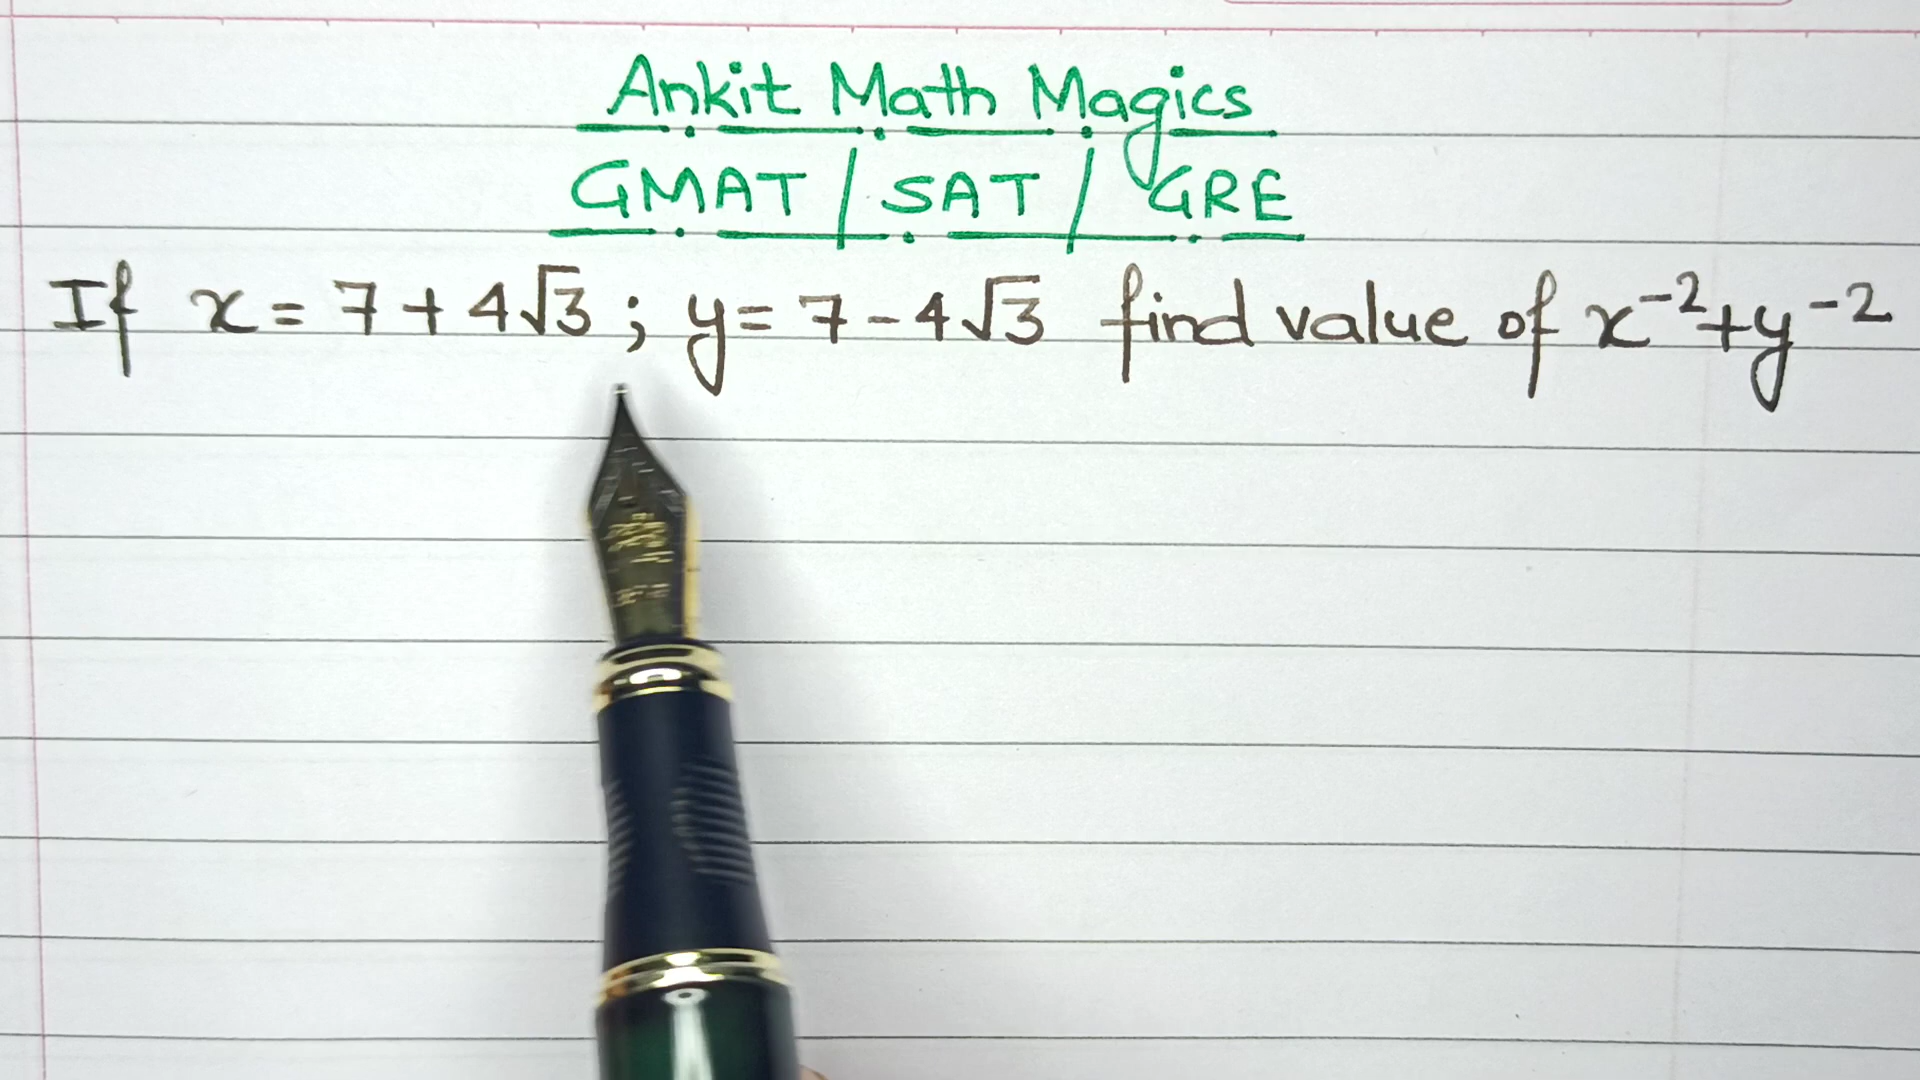 Ankit Math Magics
GMAT / SAT / GRE
If x = 7 + 4√3 ; y = 7 - 4√3 find value of x⁻²+y⁻²